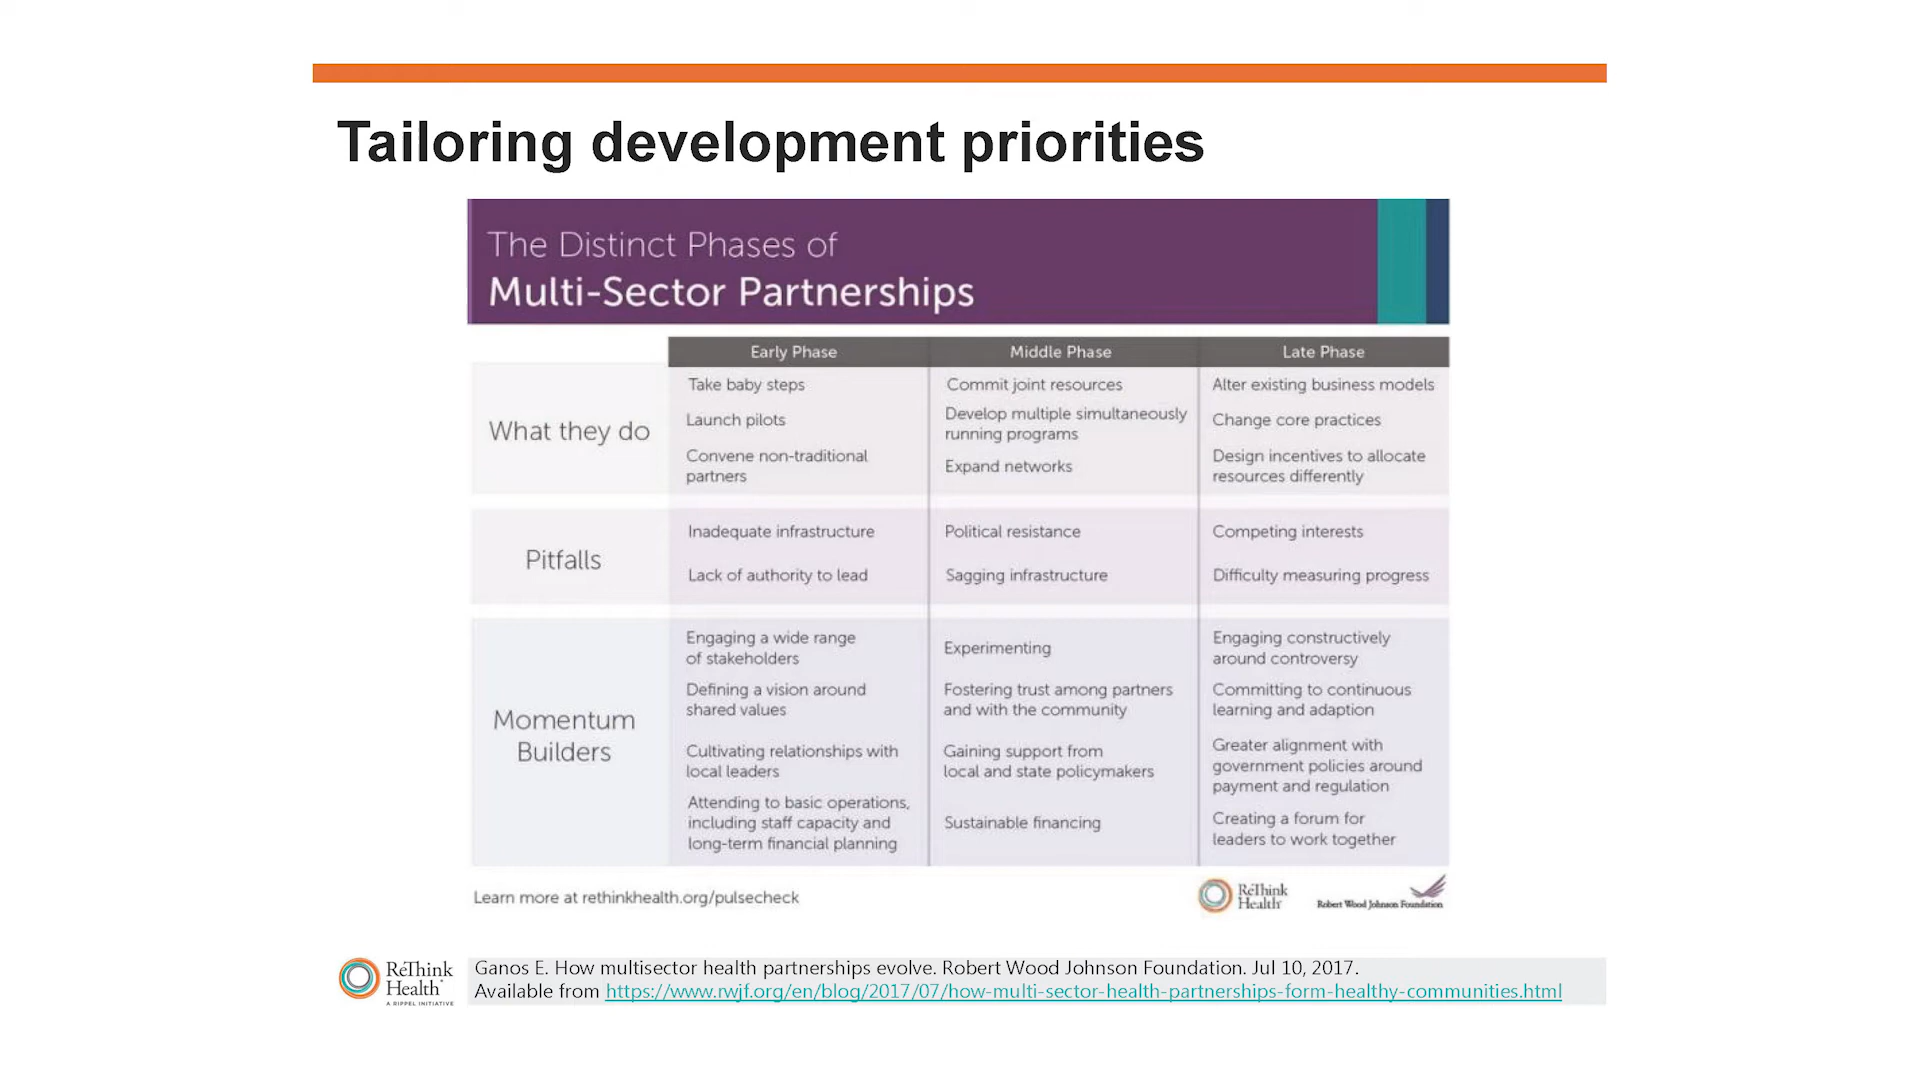 Tailoring development priorities
The Distinct Phases of
Multi-Sector Partnerships
Early Phase
Middle Phase
Late Phase
What they do
Take baby steps
Launch pilots
Convene non-traditional
partners
Commit joint resources
Develop multiple simultaneously
running programs
Expand networks
Alter existing business models
Change core practices
Design incentives to allocate
resources differently
Pitfalls
Inadequate infrastructure
Lack of authority to lead
Political resistance
Sagging infrastructure
Competing interests
Difficulty measuring progress
Momentum
Builders
Engaging a wide range
of stakeholders
Defining a vision around
shared values
Cultivating relationships with
local leaders
Attending to basic operations,
including staff capacity and
long-term financial planning
Experimenting
Fostering trust among partners
and with the community
Gaining support from
local and state policymakers
Sustainable financing
Engaging constructively
around controversy
Committing to continuous
learning and adaption
Greater alignment with
government policies around
payment and regulation
Creating a forum for
leaders to work together
Learn more at rethinkhealth.org/pulsecheck
ReThink
Health
Robert Wood Johnson Foundation
ReThink
Health
A RIPPEL INITIATIVE
Ganos E. How multisector health partnerships evolve. Robert Wood Johnson Foundation. Jul 10, 2017.
Available from https://www.rwjf.org/en/blog/2017/07/how-multi-sector-health-partnerships-form-healthy-communities.html